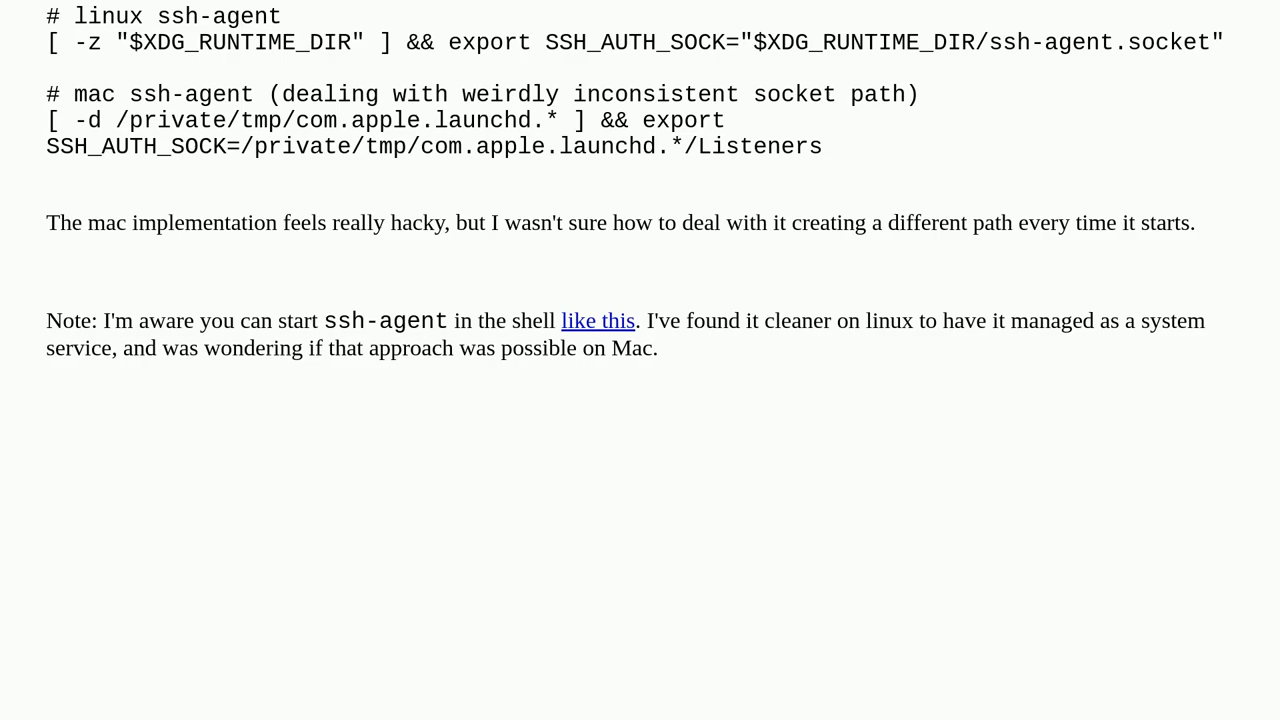 # linux ssh-agent
[ -z "$XDG_RUNTIME_DIR" ] && export SSH_AUTH_SOCK="$XDG_RUNTIME_DIR/ssh-agent.socket"
# mac ssh-agent (dealing with weirdly inconsistent socket path)
[ -d /private/tmp/com.apple.launchd.* ] && export
SSH_AUTH_SOCK=/private/tmp/com.apple.launchd.*/Listeners
The mac implementation feels really hacky, but I wasn't sure how to deal with it creating a different path every time it starts.
Note: I'm aware you can start ssh-agent in the shell like this. I've found it cleaner on linux to have it managed as a system
service, and was wondering if that approach was possible on Mac.